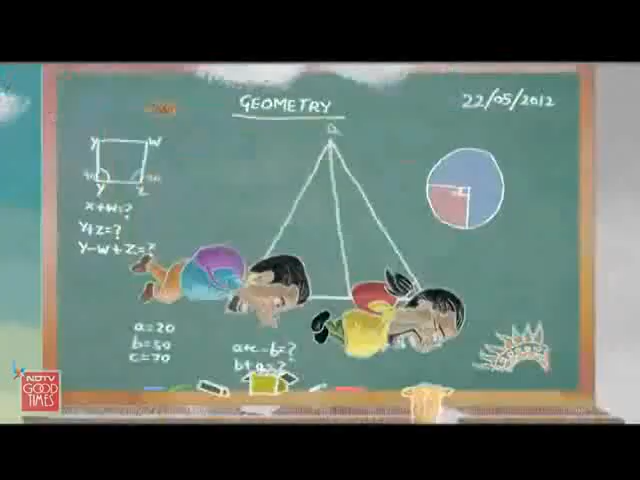 GEOMETRY
22/05/2012
Y W
Y Z
X+W=?
Y+Z=?
Y-W+Z=?
a=20
b=50
c=70
a+c-b=?
b+a=?
NDTV
GOOD
TIMES